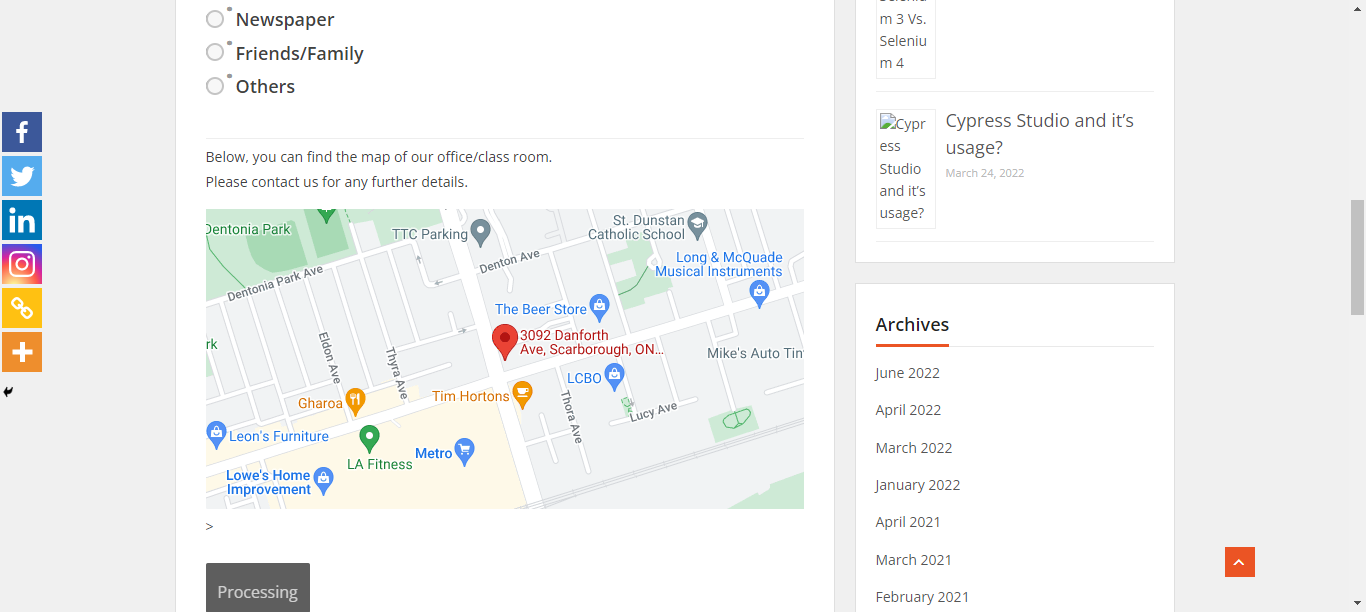 Newspaper
Friends/Family
Others
Below, you can find the map of our office/class room.
Please contact us for any further details.
Dentonia Park
TTC Parking
St. Dunstan
Catholic School
Denton Ave
Long & McQuade
Musical Instruments
Dentonia Park Ave
The Beer Store
3092 Danforth
Ave, Scarborough, ON...
rk
Eldon Ave
Thyra Ave
Mike's Auto Tin
LCBO
Tim Hortons
Gharoa
Thora Ave
Lucy Ave
Leon's Furniture
Metro
LA Fitness
Lowe's Home
Improvement
>
Processing
m 3 Vs.
Seleniu
m 4
Cypr
ess
Studio
and it's
usage?
Cypress Studio and it's
usage?
March 24, 2022
Archives
June 2022
April 2022
March 2022
January 2022
April 2021
March 2021
February 2021